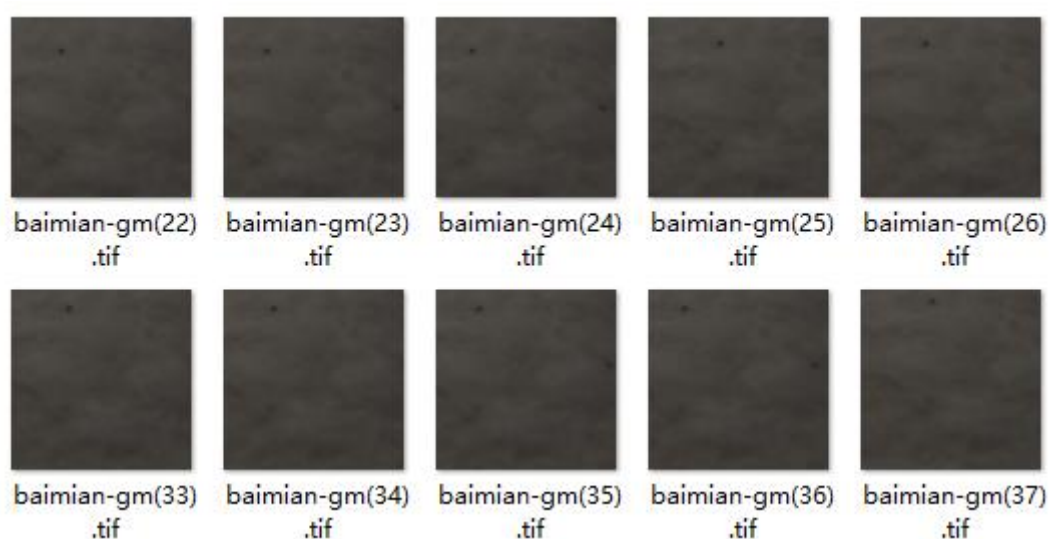 baimian-gm(22)
.tif
baimian-gm(23)
.tif
baimian-gm(24)
.tif
baimian-gm(25)
.tif
baimian-gm(26)
.tif
baimian-gm(33)
.tif
baimian-gm(34)
.tif
baimian-gm(35)
.tif
baimian-gm(36)
.tif
baimian-gm(37)
.tif